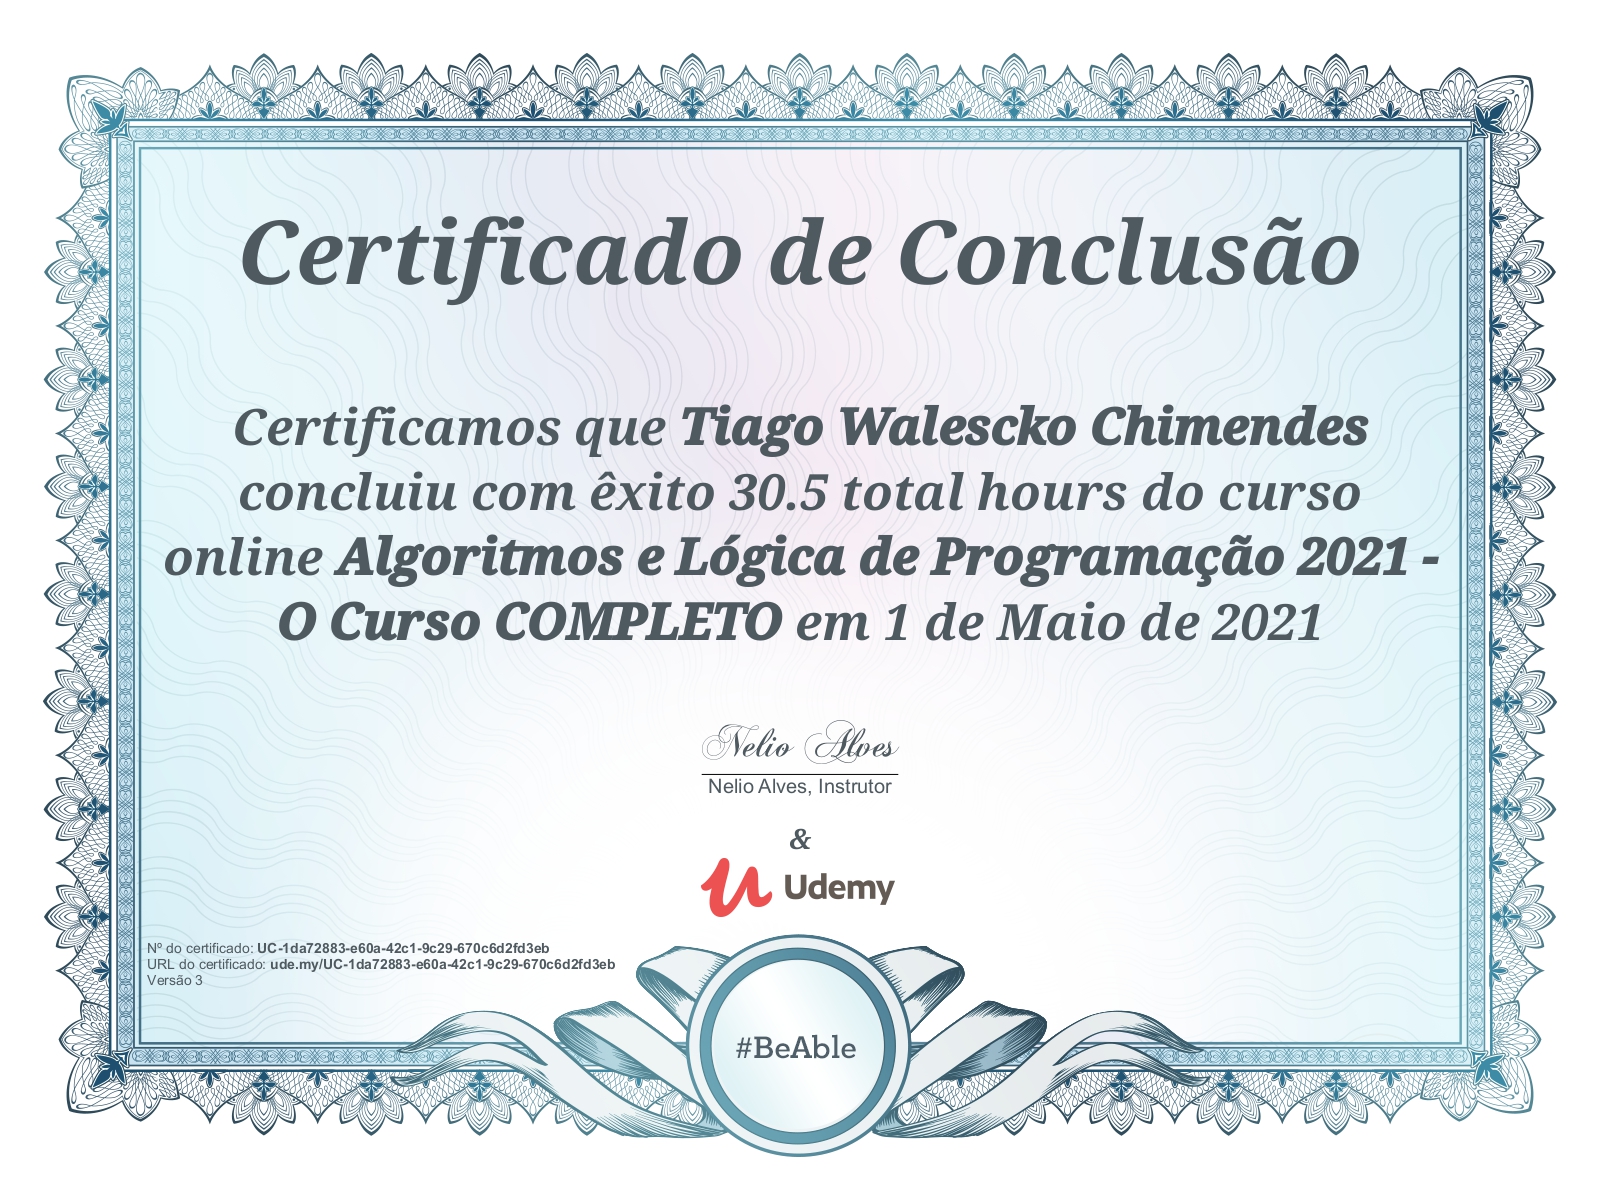 Certificado de Conclusão
Certificamos que Tiago Walescko Chimendes
concluiu com êxito 30.5 total hours do curso
online Algoritmos e Lógica de Programação 2021 -
O Curso COMPLETO em 1 de Maio de 2021
Nelio Alves
Nelio Alves, Instrutor
&
Udemy
Nº do certificado: UC-1da72883-e60a-42c1-9c29-670c6d2fd3eb
URL do certificado: ude.my/UC-1da72883-e60a-42c1-9c29-670c6d2fd3eb
Versão 3
#BeAble